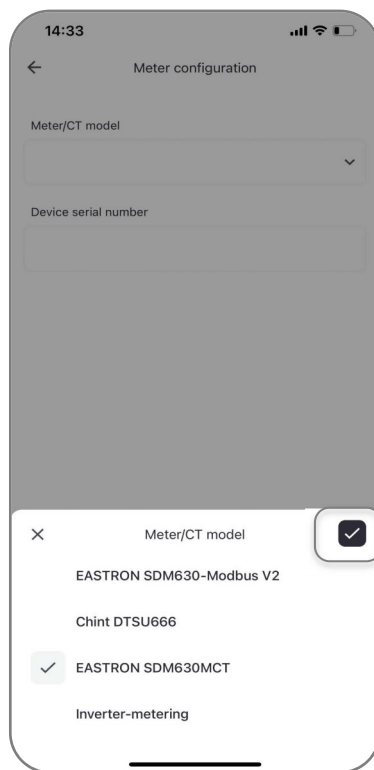 14:33
Meter configuration
Meter/CT model
Device serial number
Meter/CT model
EASTRON SDM630-Modbus V2
Chint DTSU666
EASTRON SDM630MCT
Inverter-metering